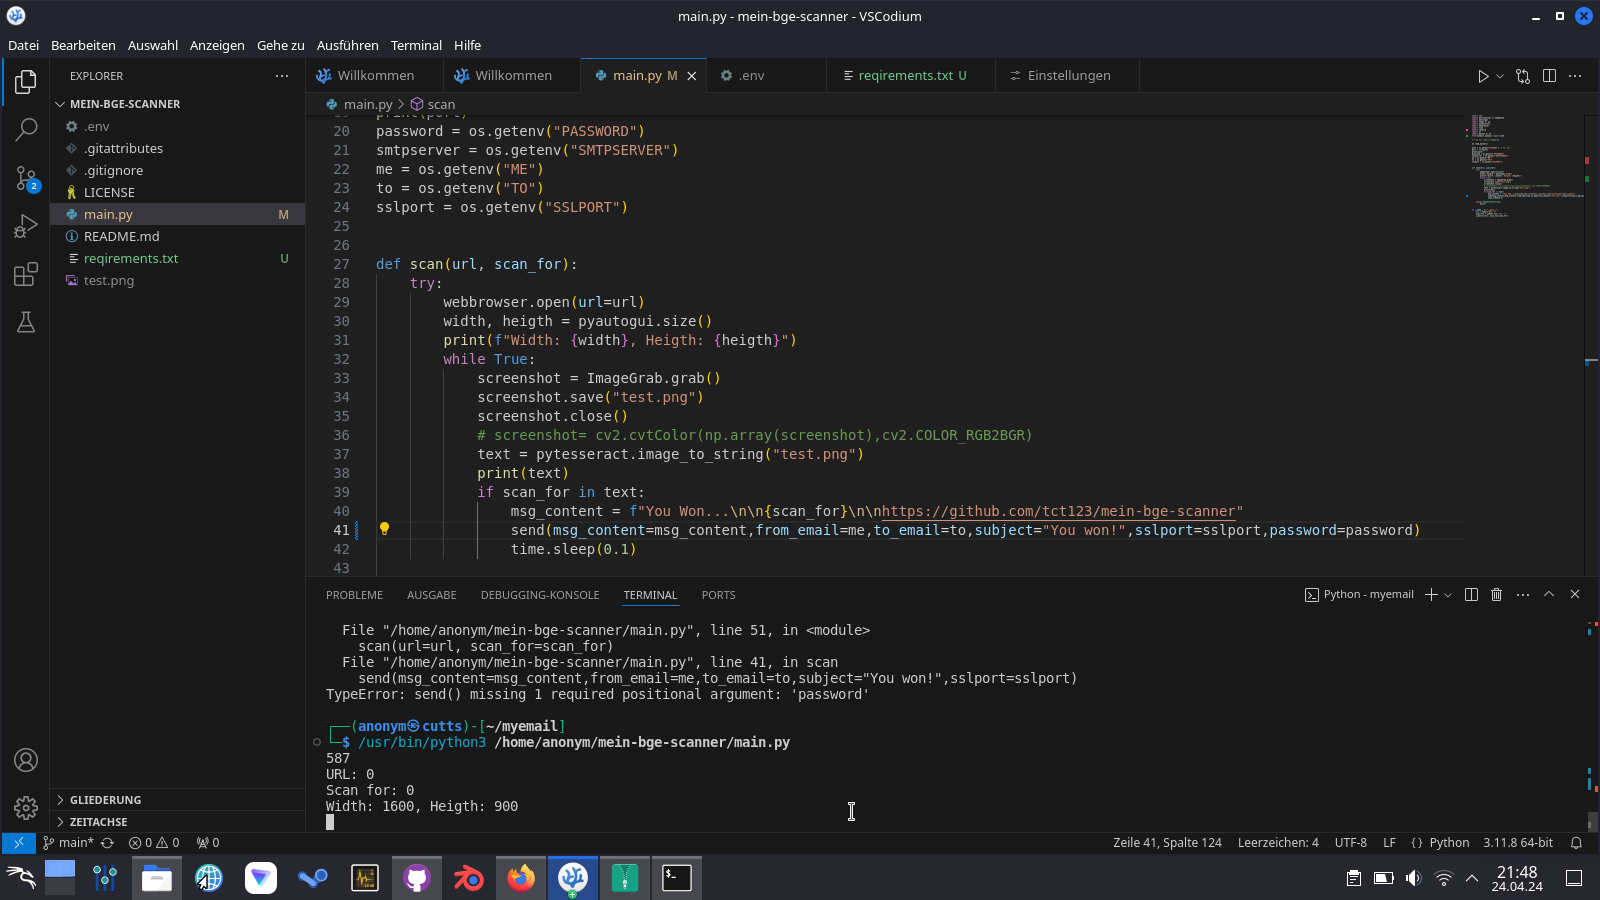 main.py - mein-bge-scanner - VSCodium
Datei Bearbeiten Auswahl Anzeigen Gehe zu Ausführen Terminal Hilfe
EXPLORER
Willkommen Willkommen main.py M .env reqirements.txt U Einstellungen
MEIN-BGE-SCANNER
.env
.gitattributes
.gitignore
LICENSE
main.py M
README.md
reqirements.txt U
test.png
GLIEDERUNG
ZEITACHSE
2
main.py > scan
print(port)
20 password = os.getenv("PASSWORD")
21 smtpserver = os.getenv("SMTPSERVER")
22 me = os.getenv("ME")
23 to = os.getenv("TO")
24 sslport = os.getenv("SSLPORT")
25
26
27 def scan(url, scan_for):
28 try:
29 webbrowser.open(url=url)
30 width, heigth = pyautogui.size()
31 print(f"Width: {width}, Heigth: {heigth}")
32 while True:
33 screenshot = ImageGrab.grab()
34 screenshot.save("test.png")
35 screenshot.close()
36 # screenshot= cv2.cvtColor(np.array(screenshot),cv2.COLOR_RGB2BGR)
37 text = pytesseract.image_to_string("test.png")
38 print(text)
39 if scan_for in text:
40 msg_content = f"You Won...\n\n{scan_for}\n\nhttps://github.com/tct123/mein-bge-scanner"
41 send(msg_content=msg_content,from_email=me,to_email=to,subject="You won!",sslport=sslport,password=password)
42 time.sleep(0.1)
43
PROBLEME AUSGABE DEBUGGING-KONSOLE TERMINAL PORTS Python - myemail
File "/home/anonym/mein-bge-scanner/main.py", line 51, in <module>
scan(url=url, scan_for=scan_for)
File "/home/anonym/mein-bge-scanner/main.py", line 41, in scan
send(msg_content=msg_content,from_email=me,to_email=to,subject="You won!",sslport=sslport)
TypeError: send() missing 1 required positional argument: 'password'
┌──(anonym㉿cutts)-[~/myemail]
└─$ /usr/bin/python3 /home/anonym/mein-bge-scanner/main.py
587
URL: 0
Scan for: 0
Width: 1600, Heigth: 900
main* 0 0 0 Zeile 41, Spalte 124 Leerzeichen: 4 UTF-8 LF {} Python 3.11.8 64-bit
21:48
24.04.24